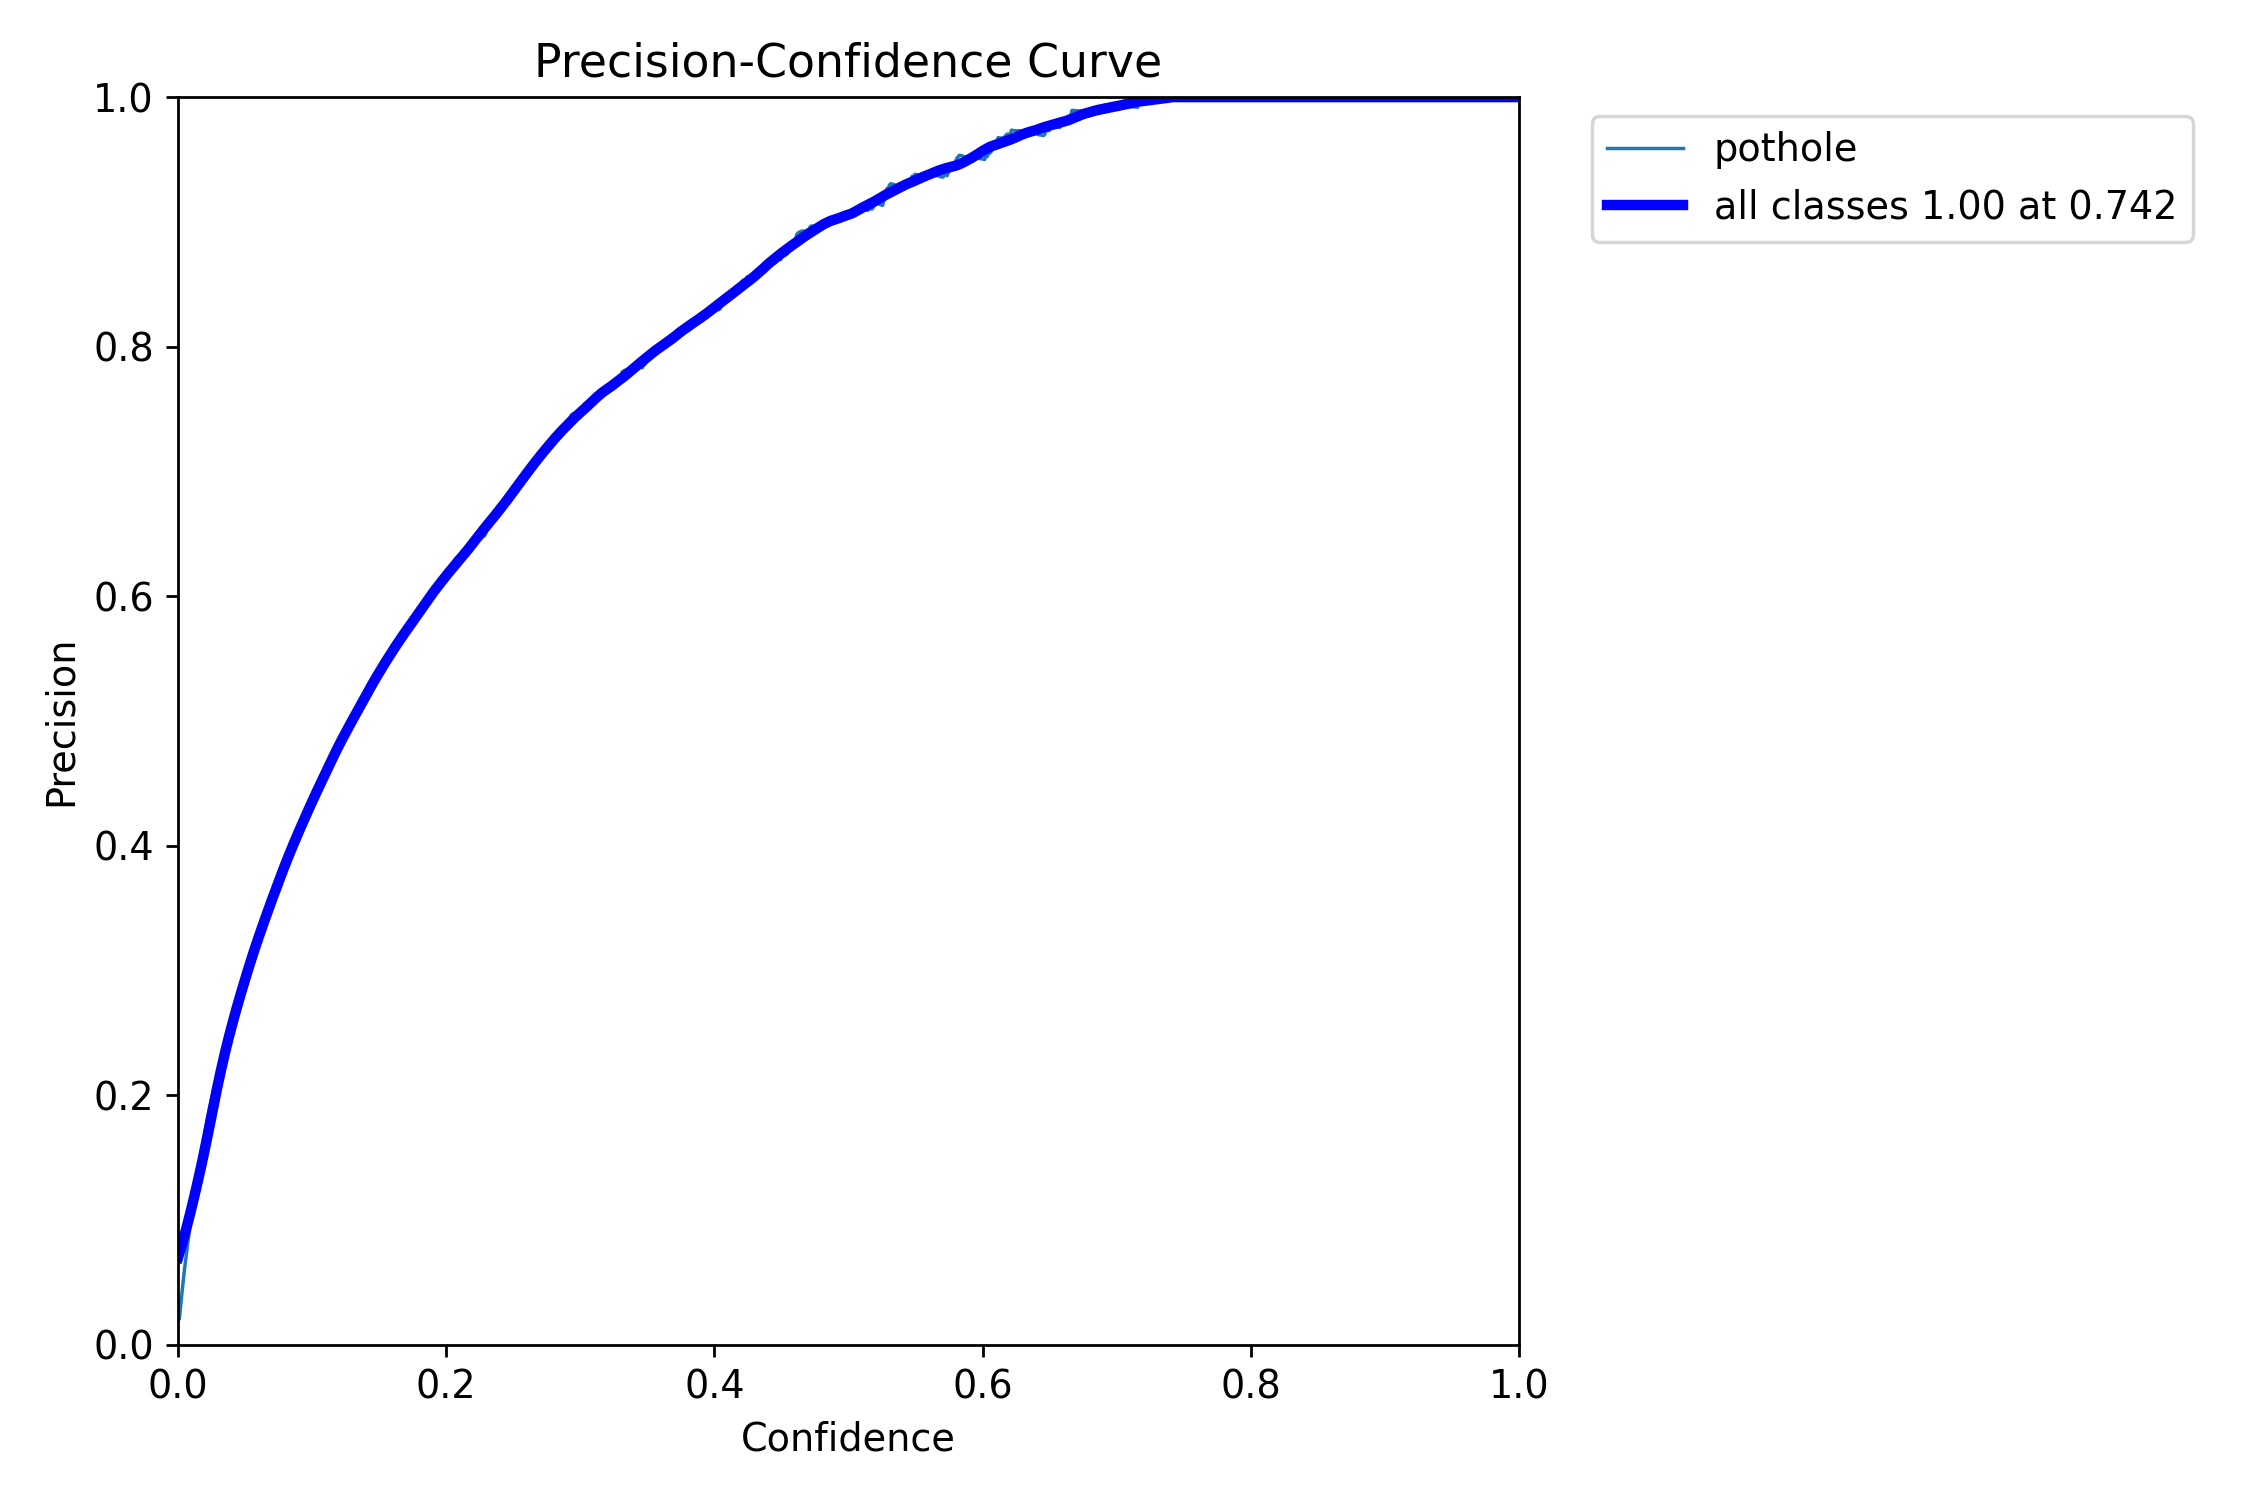 Precision-Confidence Curve
pothole
all classes 1.00 at 0.742
1.0
0.8
0.6
0.4
0.2
0.0
Precision
0.0 0.2 0.4 0.6 0.8 1.0
Confidence